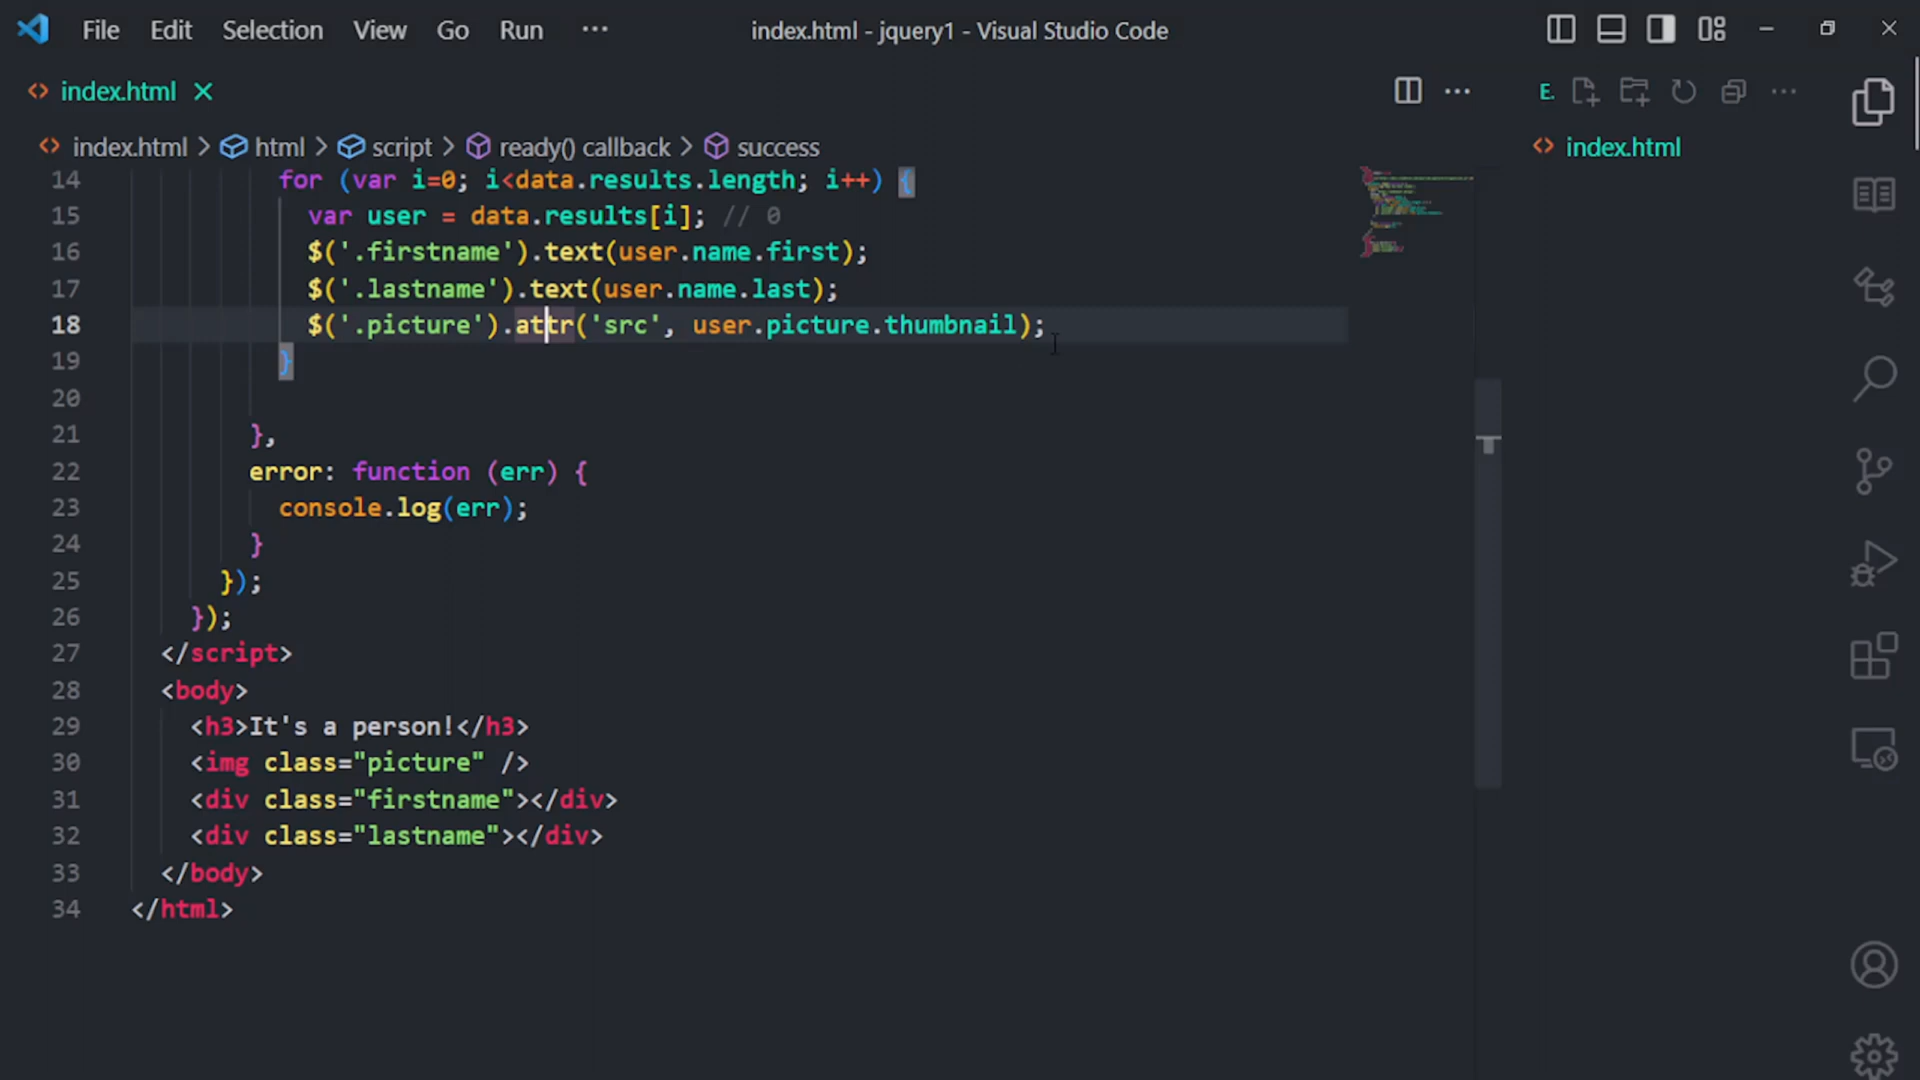 File Edit Selection View Go Run ··· index.html - jquery1 - Visual Studio Code
index.html
E.
index.html > html > script > ready() callback > success
index.html
14 for (var i=0; i<data.results.length; i++) {
15 var user = data.results[i]; // 0
16 $('.firstname').text(user.name.first);
17 $('.lastname').text(user.name.last);
18 $('.picture').attr('src', user.picture.thumbnail);
19 }
20
21 },
22 error: function (err) {
23 console.log(err);
24 }
25 });
26 });
27 </script>
28 <body>
29 <h3>It's a person!</h3>
30 <img class="picture" />
31 <div class="firstname"></div>
32 <div class="lastname"></div>
33 </body>
34 </html>